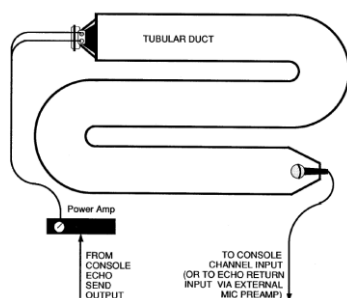 TUBULAR DUCT
Power Amp
FROM
CONSOLE
ECHO
SEND
OUTPUT
TO CONSOLE
CHANNEL INPUT
(OR TO ECHO RETURN
INPUT VIA EXTERNAL
MIC PREAMP)